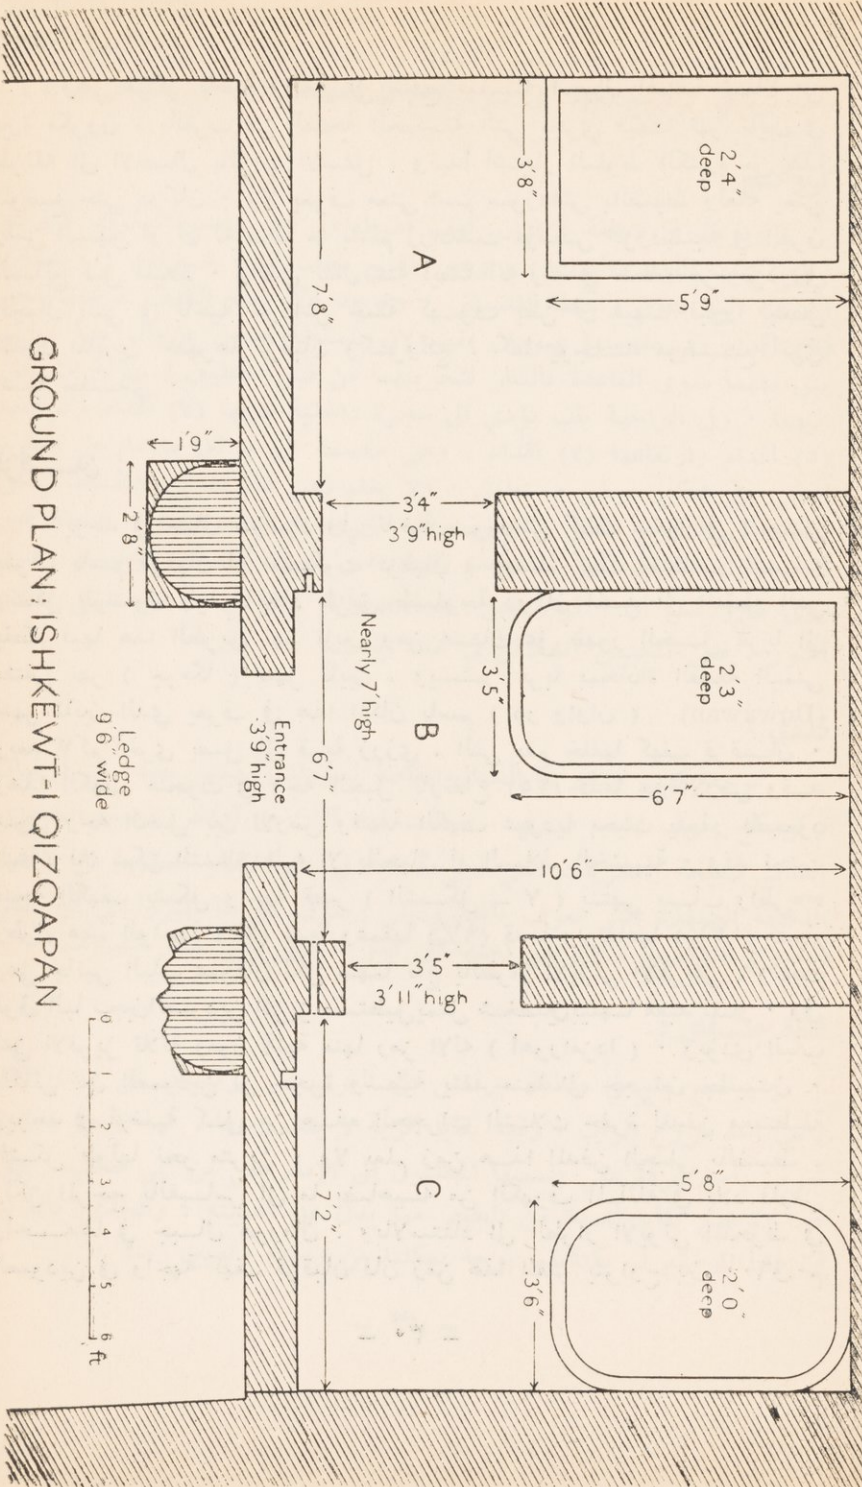 2'4"
deep
3'8"
5'9"
A
7'8"
1'9"
2'8"
3'4"
3'9" high
2'3"
deep
3'5"
6'7"
Nearly 7' high
B
6'7"
Entrance
3'9" high
Ledge
9'6" wide
10'6"
3'5"
3'11" high
C
7'2"
5'8"
3'6"
2'0"
deep
0 1 2 3 4 5 6 ft
GROUND PLAN: ISHKEWT-I QIZQAPAN